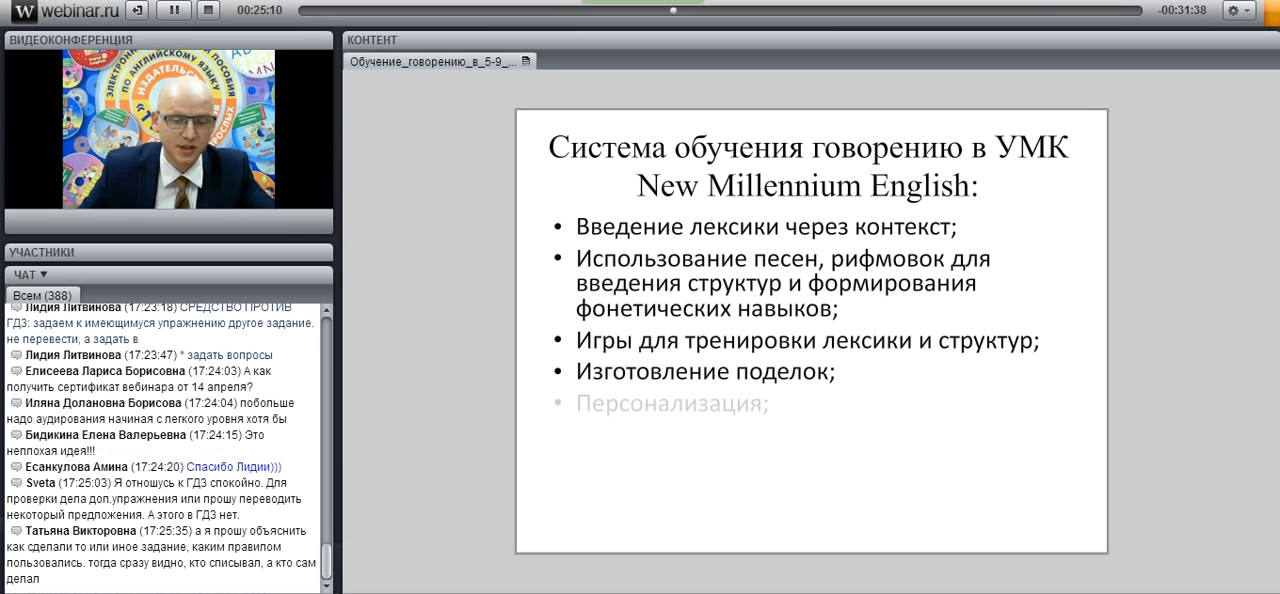 webinar.ru
00:25:10
-00:31:38
ВИДЕОКОНФЕРЕНЦИЯ
ЭЛЕКТРОН
И ПОСОБИЯ
ПО АНГЛИЙСКОМУ ЯЗЫКУ
ИЗДАТЕЛЬС
УЧАСТНИКИ
ЧАТ
Всем (388)
Лидия Литвинова (17:23:18) СРЕДСТВО ПРОТИВ
ГДЗ: задаем к имеющимуся упражнению другое задание.
не перевести, а задать в
Лидия Литвинова (17:23:47) * задать вопросы
Елисеева Лариса Борисовна (17:24:03) А как
получить сертификат вебинара от 14 апреля?
Иляна Долановна Борисова (17:24:04) побольше
надо аудирования начиная с легкого уровня хотя бы
Бидикина Елена Валерьевна (17:24:15) Это
неплохая идея!!!
Есанкулова Амина (17:24:20) Спасибо Лидии)))
Sveta (17:25:03) Я отношусь к ГДЗ спокойно. Для
проверки дела доп.упражнения или прошу переводить
некоторый предложения. А этого в ГДЗ нет.
Татьяна Викторовна (17:25:35) а я прошу объяснить
как сделали то или иное задание, каким правилом
пользовались. тогда сразу видно, кто списывал, а кто сам
делал
КОНТЕНТ
Обучение_говорению_в_5-9_...
Система обучения говорению в УМК
New Millennium English:
• Введение лексики через контекст;
• Использование песен, рифмовок для
введения структур и формирования
фонетических навыков;
• Игры для тренировки лексики и структур;
• Изготовление поделок;
• Персонализация;